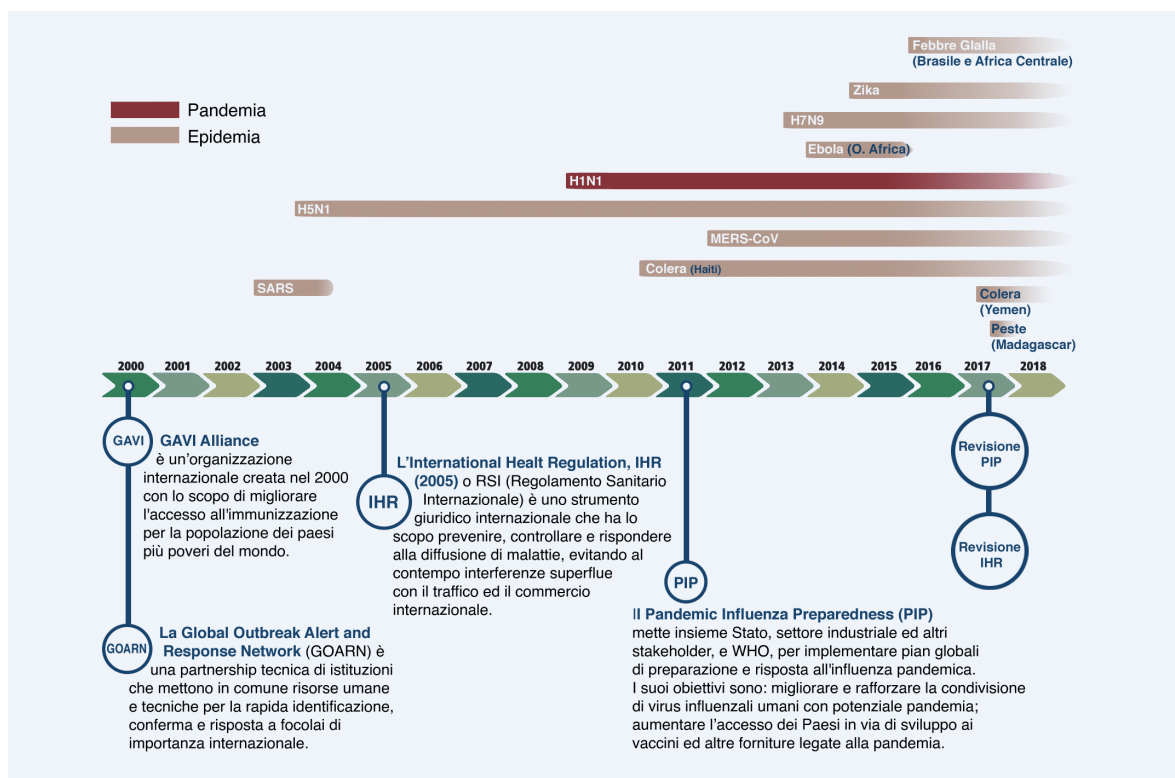 Febbre GIalla
(Brasile e Africa Centrale)
Zika
Pandemia
Epidemia
H7N9
Ebola (O. Africa)
H1N1
H5N1
MERS-CoV
Colera (Haiti)
SARS
Colera
(Yemen)
Peste
(Madagascar)
2000 2001 2002 2003 2004 2005 2006 2007 2008 2009 2010 2011 2012 2013 2014 2015 2016 2017 2018
GAVI
GAVI Alliance
è un'organizzazione
internazionale creata nel 2000
con lo scopo di migliorare
l'accesso all'immunizzazione
per la popolazione dei paesi
più poveri del mondo.
GOARN
La Global Outbreak Alert and
Response Network (GOARN) è
una partnership tecnica di istituzioni
che mettono in comune risorse umane
e tecniche per la rapida identificazione,
conferma e risposta a focolai di
importanza internazionale.
IHR
L'International Healt Regulation, IHR
(2005) o RSI (Regolamento Sanitario
Internazionale) è uno strumento
giuridico internazionale che ha lo
scopo prevenire, controllare e rispondere
alla diffusione di malattie, evitando al
contempo interferenze superflue
con il traffico ed il commercio
internazionale.
PIP
Il Pandemic Influenza Preparedness (PIP)
mette insieme Stato, settore industriale ed altri
stakeholder, e WHO, per implementare pian globali
di preparazione e risposta all'influenza pandemica.
I suoi obiettivi sono: migliorare e rafforzare la condivisione
di virus influenzali umani con potenziale pandemia;
aumentare l'accesso dei Paesi in via di sviluppo ai
vaccini ed altre forniture legate alla pandemia.
Revisione
PIP
Revisione
IHR